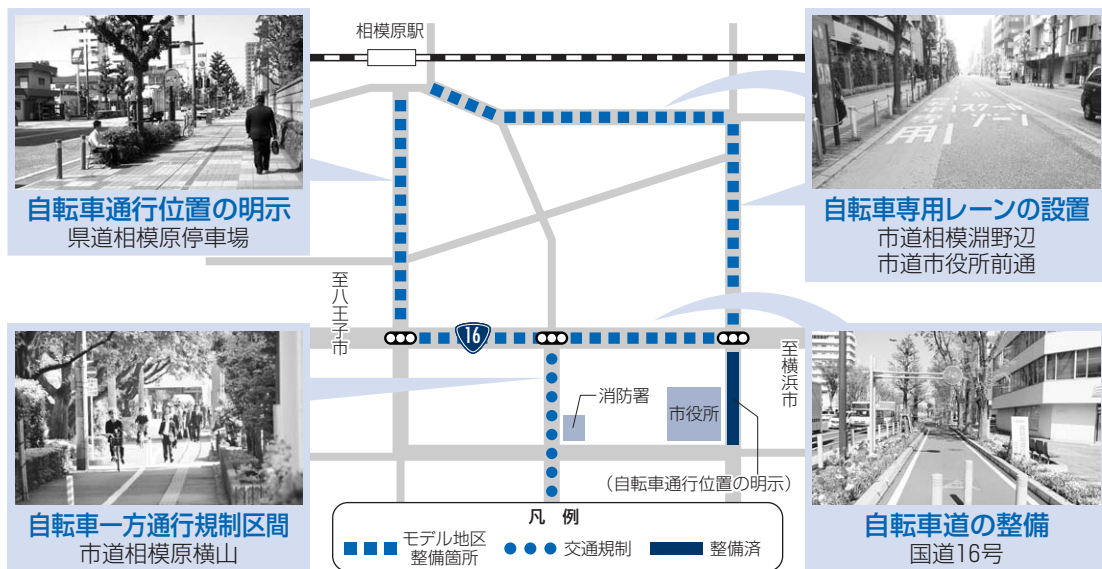 相模原駅
自転車通行位置の明示
県道相模原停車場
自転車専用レーンの設置
市道相模淵野辺
市道市役所前通
至八王子市
16
至横浜市
消防署
市役所
(自転車通行位置の明示)
自転車一方通行規制区間
市道相模原横山
自転車道の整備
国道16号
凡 例
モデル地区
整備箇所
交通規制
整備済